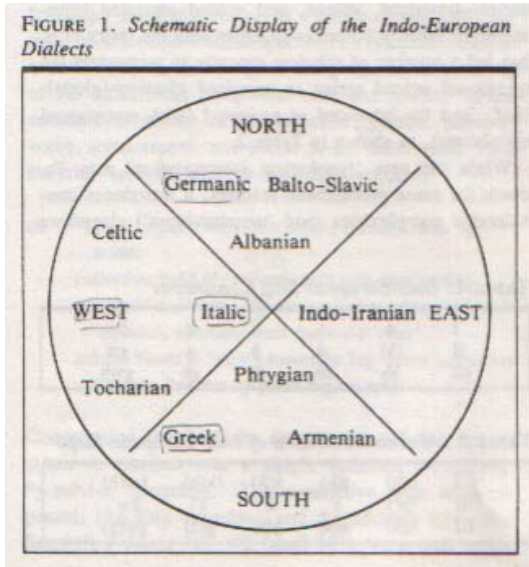 FIGURE 1. Schematic Display of the Indo-European
Dialects
NORTH
Germanic Balto-Slavic
Celtic
Albanian
WEST Italic Indo-Iranian EAST
Phrygian
Tocharian
Greek Armenian
SOUTH